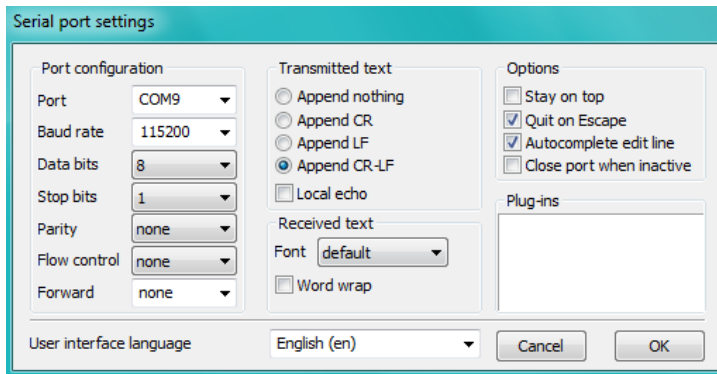 Serial port settings
Port configuration
Port COM9
Baud rate 115200
Data bits 8
Stop bits 1
Parity none
Flow control none
Forward none
Transmitted text
Append nothing
Append CR
Append LF
Append CR-LF
Local echo
Received text
Font default
Word wrap
Options
Stay on top
Quit on Escape
Autocomplete edit line
Close port when inactive
Plug-ins
User interface language English (en) Cancel OK